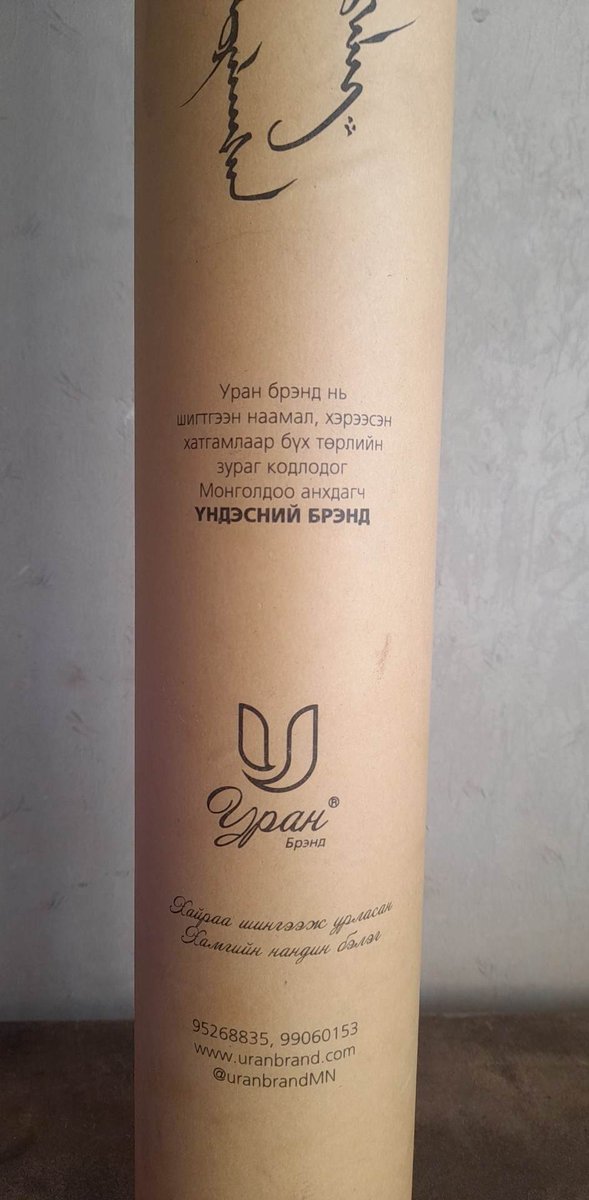 Уран брэнд нь
шигтгээн наамал, хэрээсэн
хатгамлаар бүх төрлийн
зураг кодлодог
Монголдоо анхдагч
ҮНДЭСНИЙ БРЭНД
Уран®
Брэнд
Хайраа шингээж урласан
Хамгийн нандин бэлэг
95268835, 99060153
www.uranbrand.com
@uranbrandMN